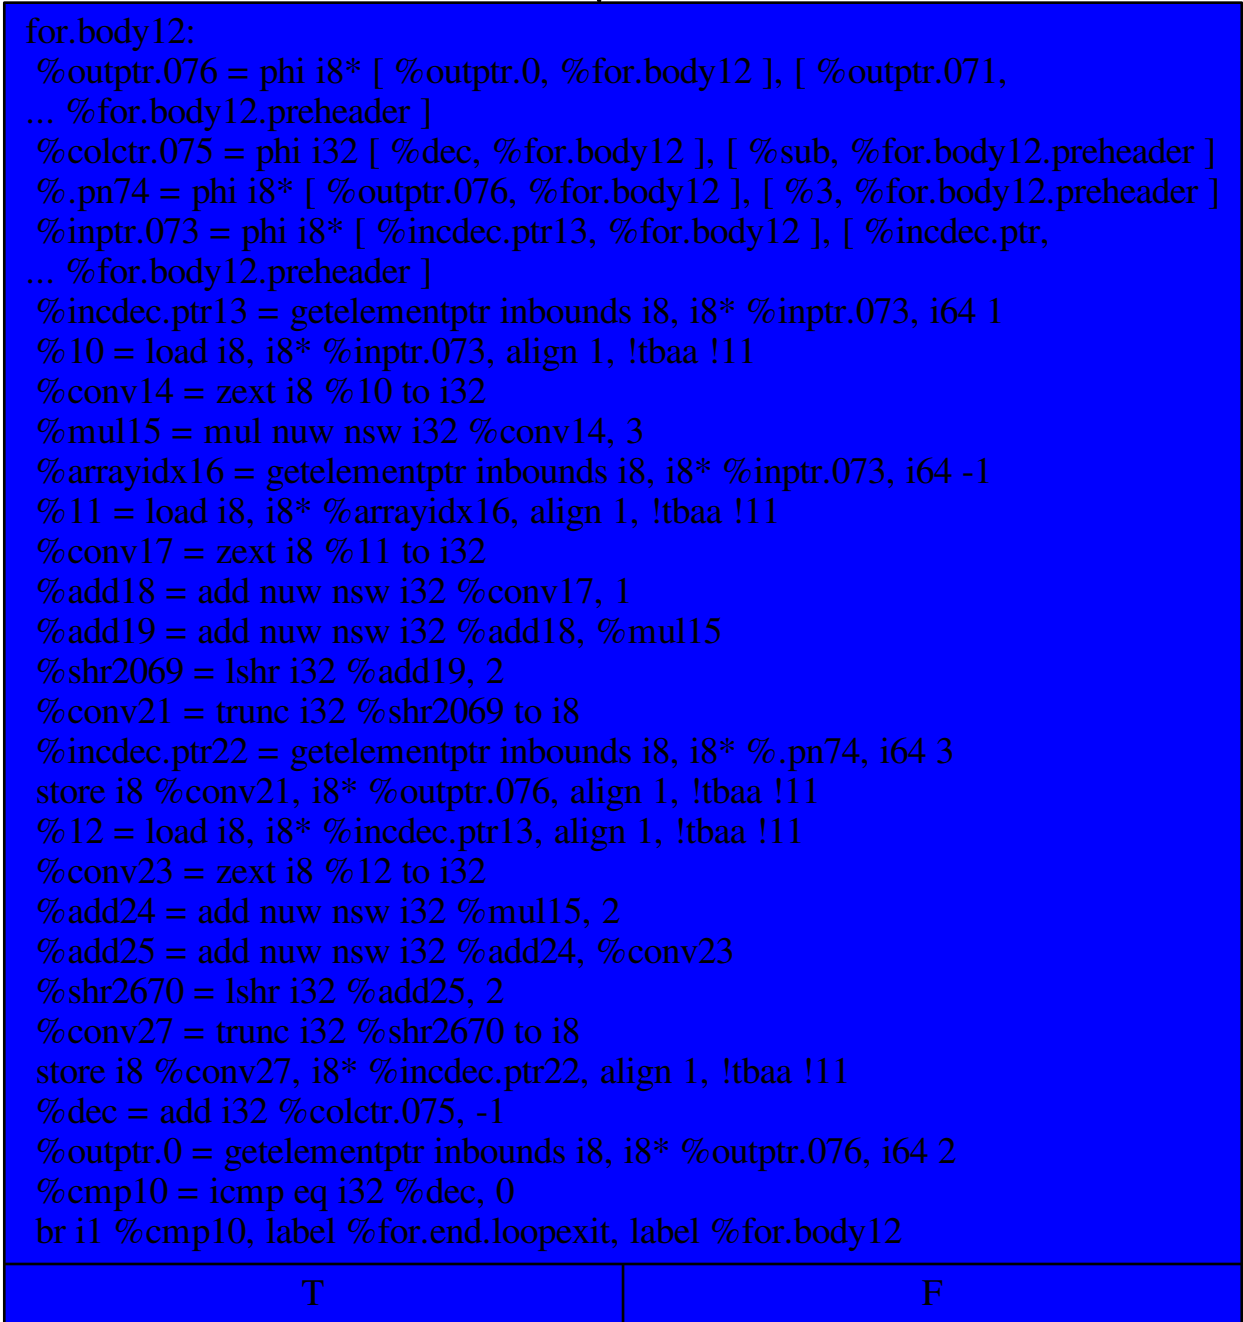 for.body12:
%outptr.076 = phi i8* [ %outptr.0, %for.body12 ], [ %outptr.071,
... %for.body12.preheader ]
%colctr.075 = phi i32 [ %dec, %for.body12 ], [ %sub, %for.body12.preheader ]
%.pn74 = phi i8* [ %outptr.076, %for.body12 ], [ %3, %for.body12.preheader ]
%inptr.073 = phi i8* [ %incdec.ptr13, %for.body12 ], [ %incdec.ptr,
... %for.body12.preheader ]
%incdec.ptr13 = getelementptr inbounds i8, i8* %inptr.073, i64 1
%10 = load i8, i8* %inptr.073, align 1, !tbaa !11
%conv14 = zext i8 %10 to i32
%mul15 = mul nuw nsw i32 %conv14, 3
%arrayidx16 = getelementptr inbounds i8, i8* %inptr.073, i64 -1
%11 = load i8, i8* %arrayidx16, align 1, !tbaa !11
%conv17 = zext i8 %11 to i32
%add18 = add nuw nsw i32 %conv17, 1
%add19 = add nuw nsw i32 %add18, %mul15
%shr2069 = lshr i32 %add19, 2
%conv21 = trunc i32 %shr2069 to i8
%incdec.ptr22 = getelementptr inbounds i8, i8* %.pn74, i64 3
store i8 %conv21, i8* %outptr.076, align 1, !tbaa !11
%12 = load i8, i8* %incdec.ptr13, align 1, !tbaa !11
%conv23 = zext i8 %12 to i32
%add24 = add nuw nsw i32 %mul15, 2
%add25 = add nuw nsw i32 %add24, %conv23
%shr2670 = lshr i32 %add25, 2
%conv27 = trunc i32 %shr2670 to i8
store i8 %conv27, i8* %incdec.ptr22, align 1, !tbaa !11
%dec = add i32 %colctr.075, -1
%outptr.0 = getelementptr inbounds i8, i8* %outptr.076, i64 2
%cmp10 = icmp eq i32 %dec, 0
br i1 %cmp10, label %for.end.loopexit, label %for.body12
T F